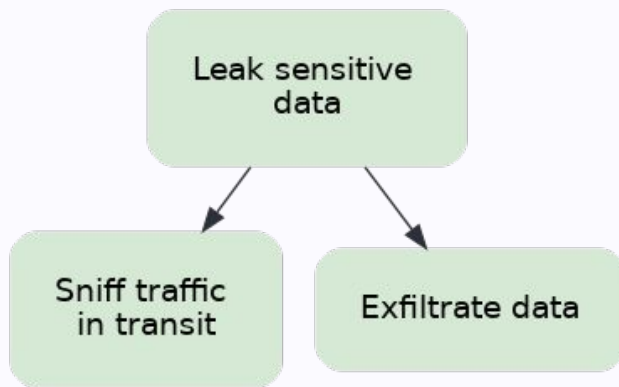 Leak sensitive
data
Sniff traffic
in transit
Exfiltrate data